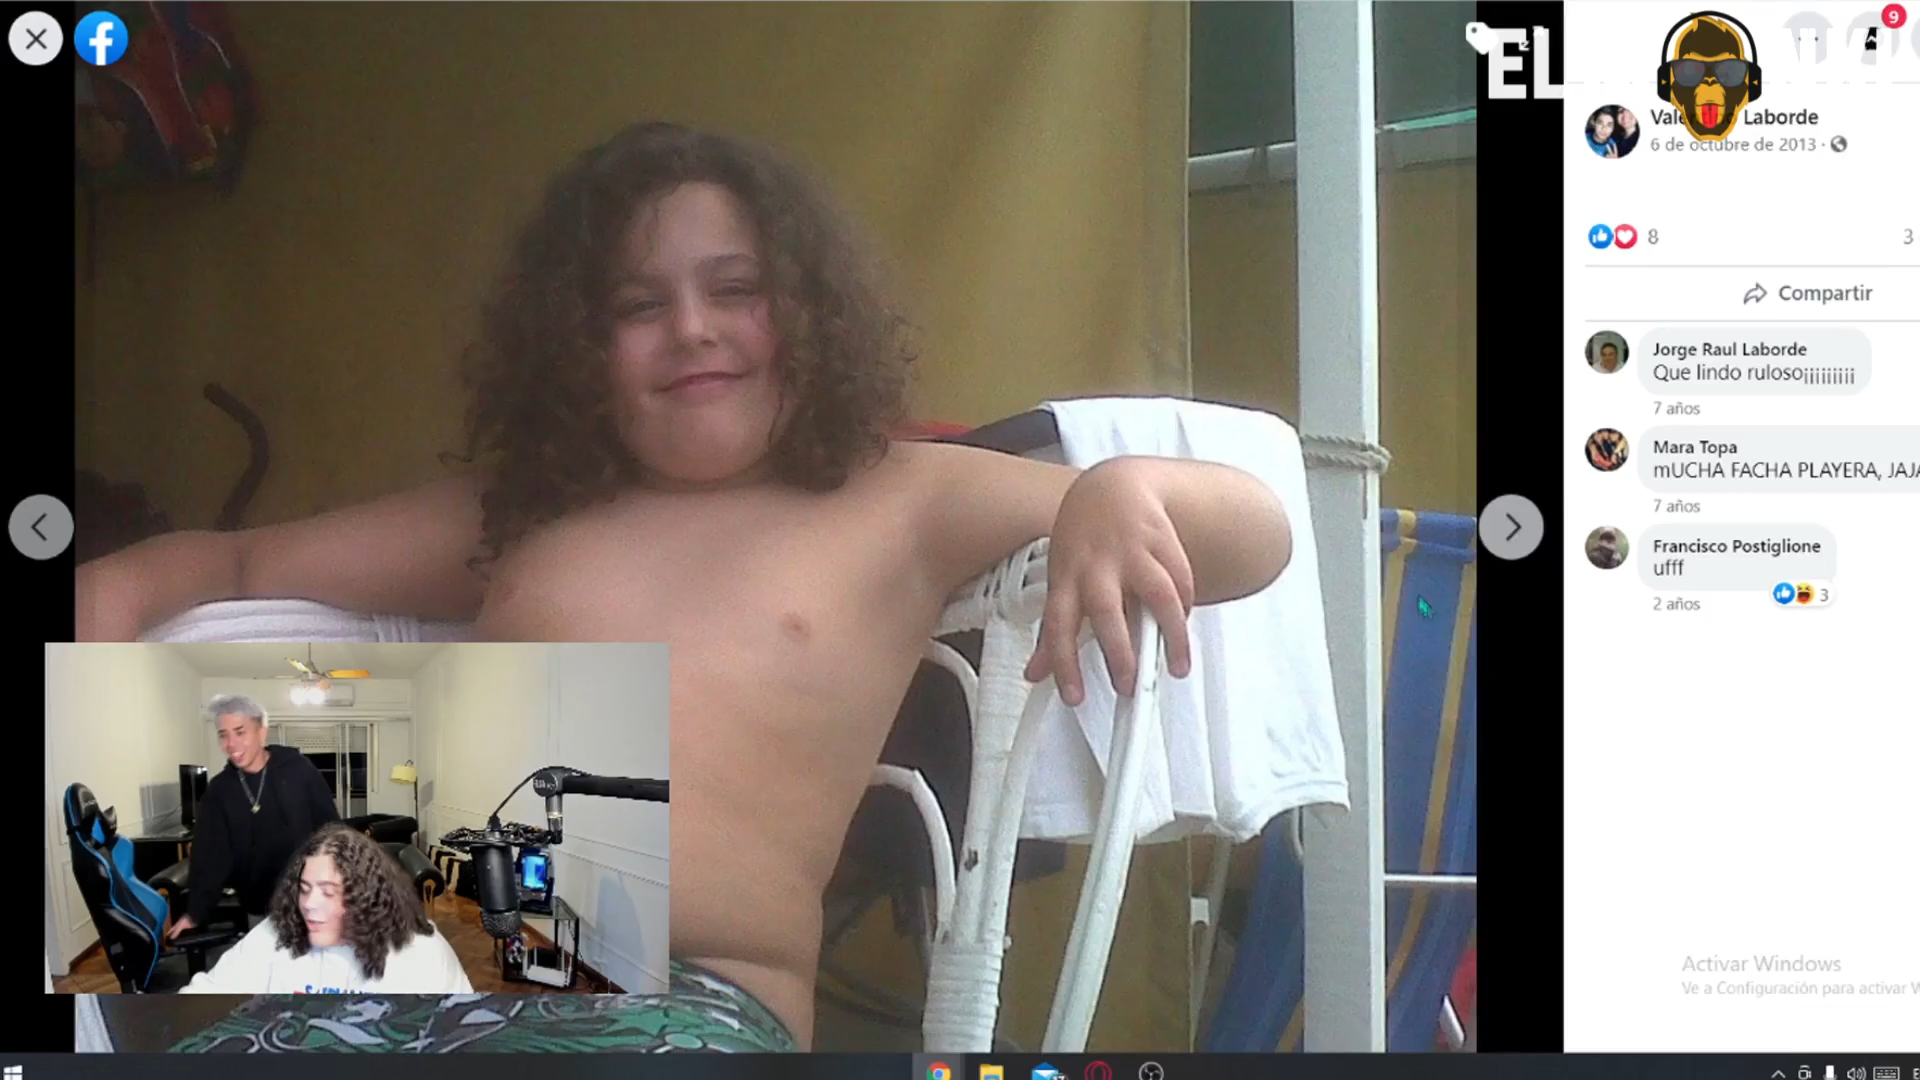 EL
9
Laborde
6 de octubre de 2013 ·
8
3
Compartir
Jorge Raul Laborde
Que lindo ruloso¡¡¡¡¡¡¡¡¡
7 años
Mara Topa
mUCHA FACHA PLAYERA,
7 años
Francisco Postiglione
ufff
3
2 años
Activar Windows
Ve a Configuración para activar